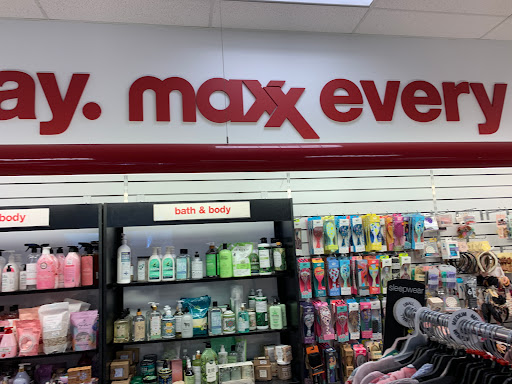 ay. maxx every
body
bath & body
sleepwear